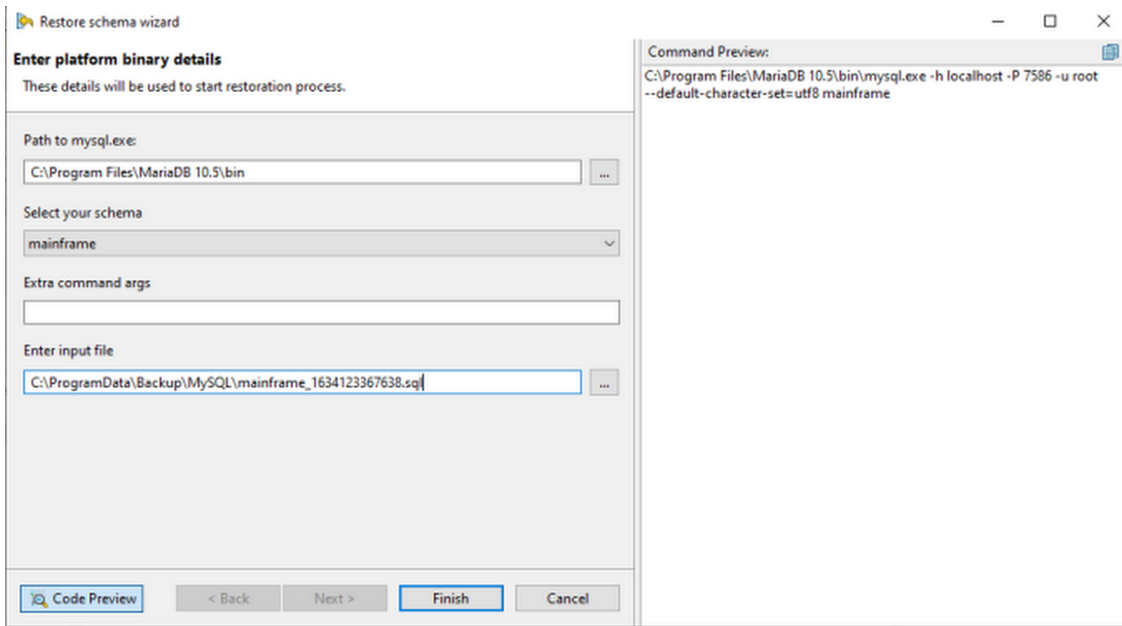 Restore schema wizard
Enter platform binary details
These details will be used to start restoration process.
Path to mysql.exe:
C:\Program Files\MariaDB 10.5\bin
...
Select your schema
mainframe
Extra command args
Enter input file
C:\ProgramData\Backup\MySQL\mainframe_1634123367638.sql
...
Code Preview
< Back
Next >
Finish
Cancel
Command Preview:
C:\Program Files\MariaDB 10.5\bin\mysql.exe -h localhost -P 7586 -u root
--default-character-set=utf8 mainframe